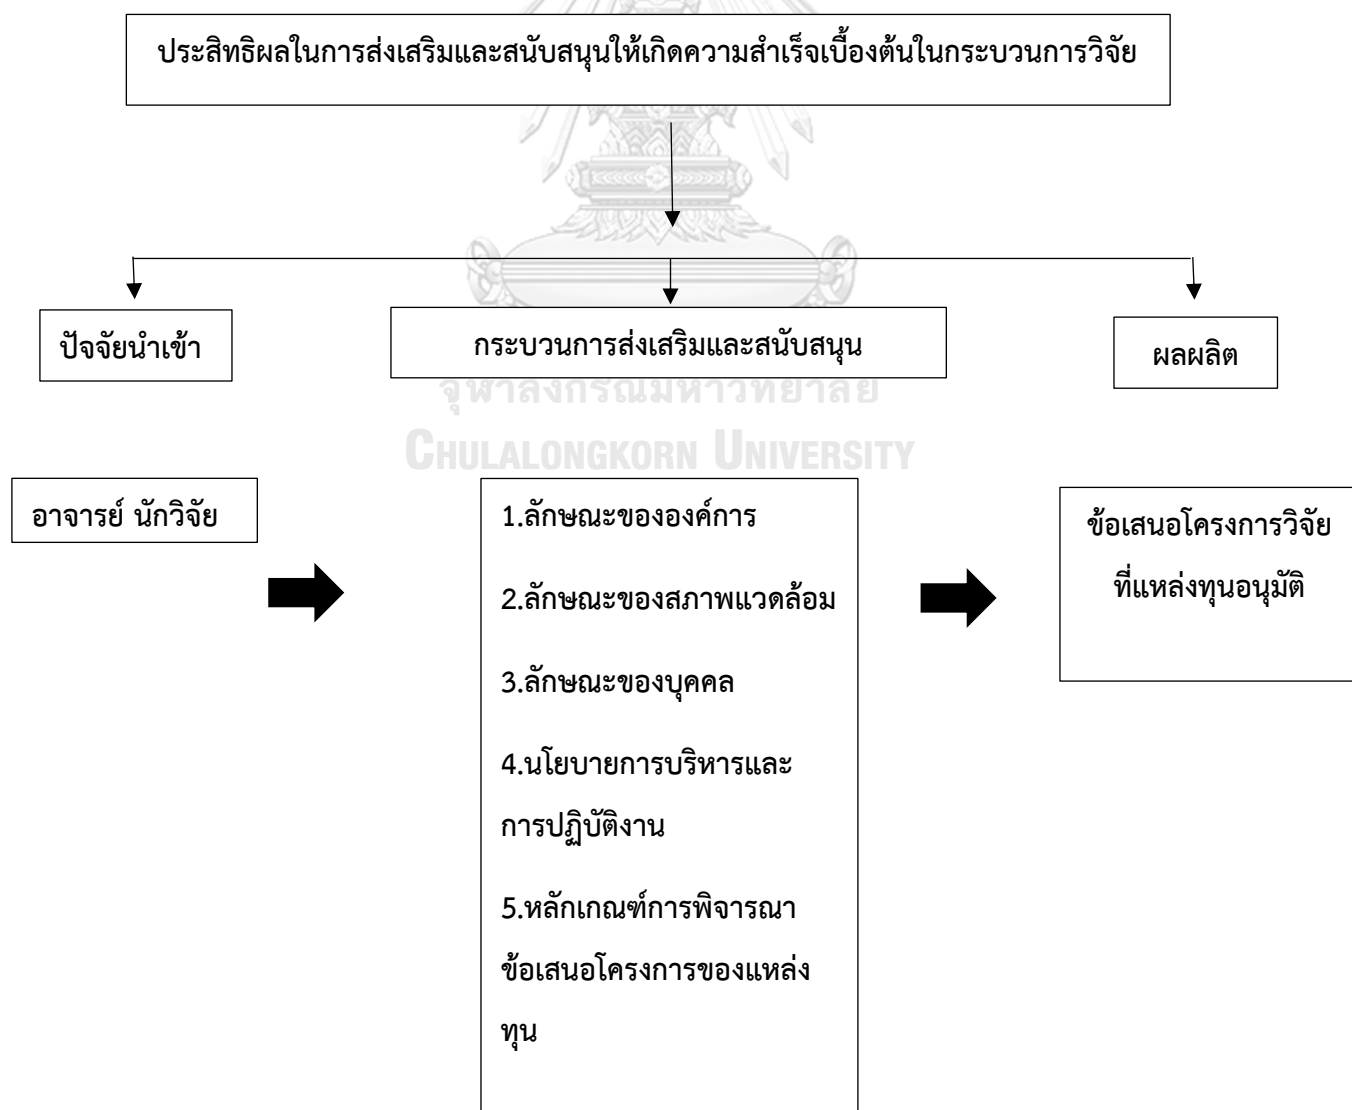 ประสิทธิผลในการส่งเสริมและสนับสนุนให้เกิดความสำเร็จเบื้องต้นในกระบวนการวิจัย
ปัจจัยนำเข้า
กระบวนการส่งเสริมและสนับสนุน
ผลผลิต
จุฬาลงกรณ์มหาวิทยาลัย
CHULALONGKORN UNIVERSITY
อาจารย์ นักวิจัย
1.ลักษณะขององค์การ
2.ลักษณะของสภาพแวดล้อม
3.ลักษณะของบุคคล
4.นโยบายการบริหารและ
การปฏิบัติงาน
5.หลักเกณฑ์การพิจารณา
ข้อเสนอโครงการของแหล่ง
ทุน
ข้อเสนอโครงการวิจัย
ที่แหล่งทุนอนุมัติ